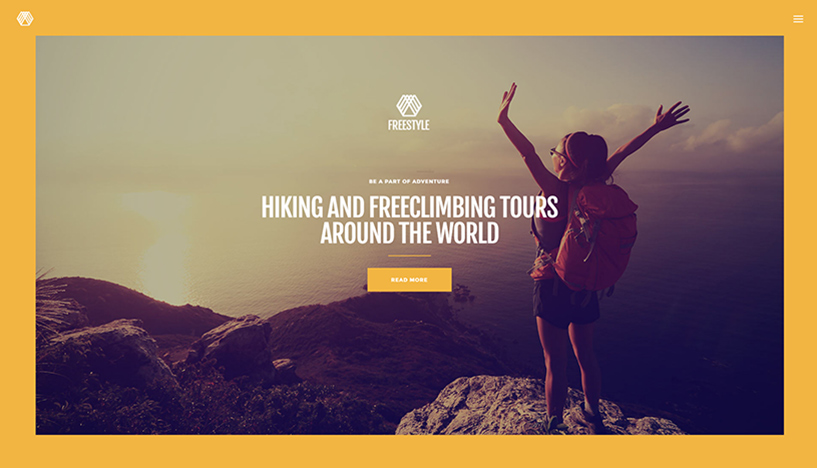 FREESTYLE
BE A PART OF ADVENTURE
HIKING AND FREECLIMBING TOURS
AROUND THE WORLD
READ MORE